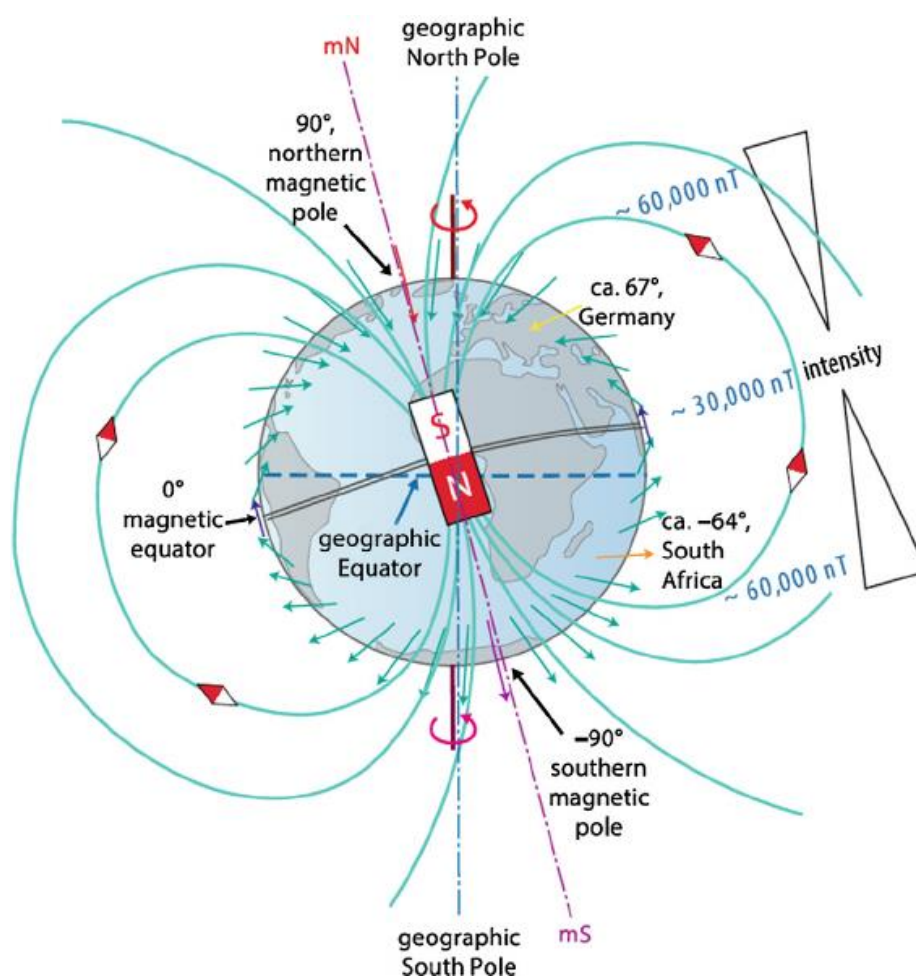 mN
geographic
North Pole
90°,
northern
magnetic
pole
~ 60,000 nT
ca. 67°,
Germany
intensity
~ 30,000 nT
S
N
0°
magnetic
equator
geographic
Equator
ca. –64°,
South
Africa
~ 60,000 nT
–90°
southern
magnetic
pole
geographic
South Pole
mS